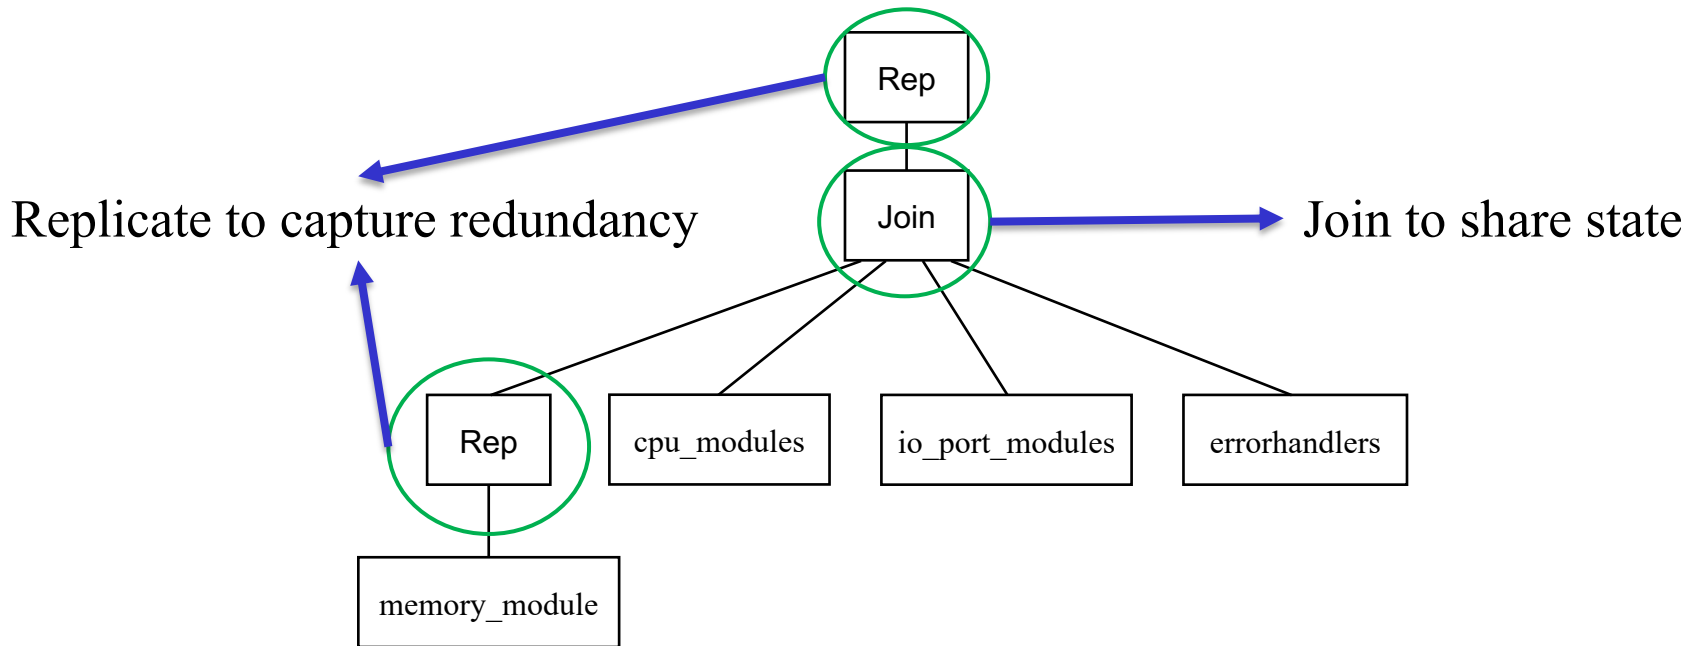 Rep
Replicate to capture redundancy
Join
Join to share state
Rep
cpu_modules
io_port_modules
errorhandlers
memory_module